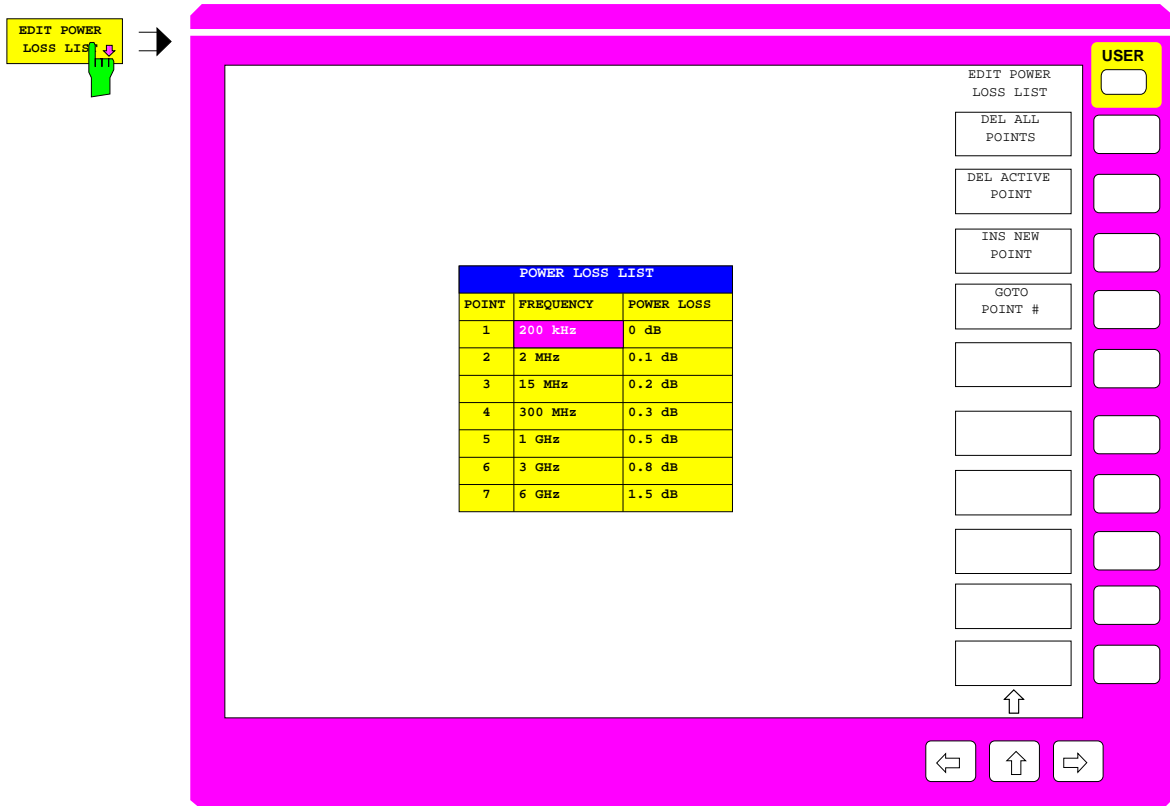 EDIT POWER
LOSS LIST
USER
EDIT POWER
LOSS LIST
DEL ALL
POINTS
DEL ACTIVE
POINT
INS NEW
POINT
GOTO
POINT #
POWER LOSS LIST
POINT FREQUENCY POWER LOSS
1 200 kHz 0 dB
2 2 MHz 0.1 dB
3 15 MHz 0.2 dB
4 300 MHz 0.3 dB
5 1 GHz 0.5 dB
6 3 GHz 0.8 dB
7 6 GHz 1.5 dB